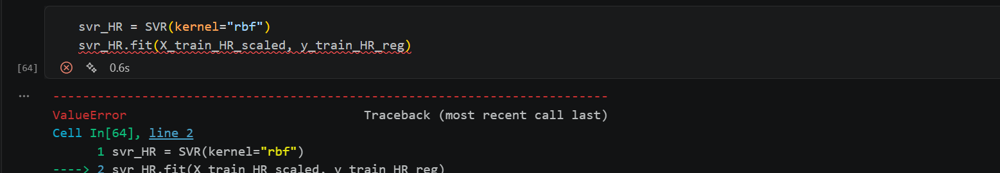 svr_HR = SVR(kernel="rbf")
svr_HR.fit(X_train_HR_scaled, y_train_HR_reg)
[64]
0.6s
...
---------------------------------------------------------------------------
ValueError                                Traceback (most recent call last)
Cell In[64], line 2
      1 svr_HR = SVR(kernel="rbf")
----> 2 svr_HR.fit(X_train_HR_scaled, y_train_HR_reg)